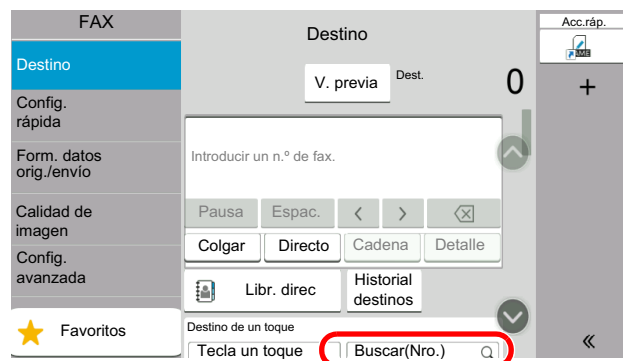 FAX
Destino
Config.
rápida
Form. datos
orig./envío
Calidad de
imagen
Config.
avanzada
Favoritos
Destino
V. previa
Dest.
0
Introducir un n.º de fax.
Pausa
Espac.
Colgar
Directo
Cadena
Detalle
Libr. direc
Historial
destinos
Destino de un toque
Tecla un toque
Buscar(Nro.)
Acc.ráp.
+
«